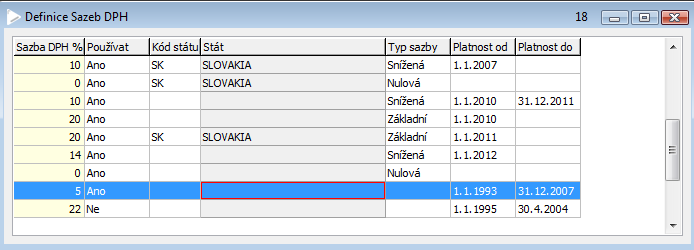 Definice Sazeb DPH 18
Sazba DPH % Používat Kód státu Stát Typ sazby Platnost od Platnost do
10 Ano SK SLOVAKIA Snížená 1.1.2007
0 Ano SK SLOVAKIA Nulová
10 Ano Snížená 1.1.2010 31.12.2011
20 Ano Základní 1.1.2010
20 Ano SK SLOVAKIA Základní 1.1.2011
14 Ano Snížená 1.1.2012
0 Ano Nulová
5 Ano 1.1.1993 31.12.2007
22 Ne 1.1.1995 30.4.2004